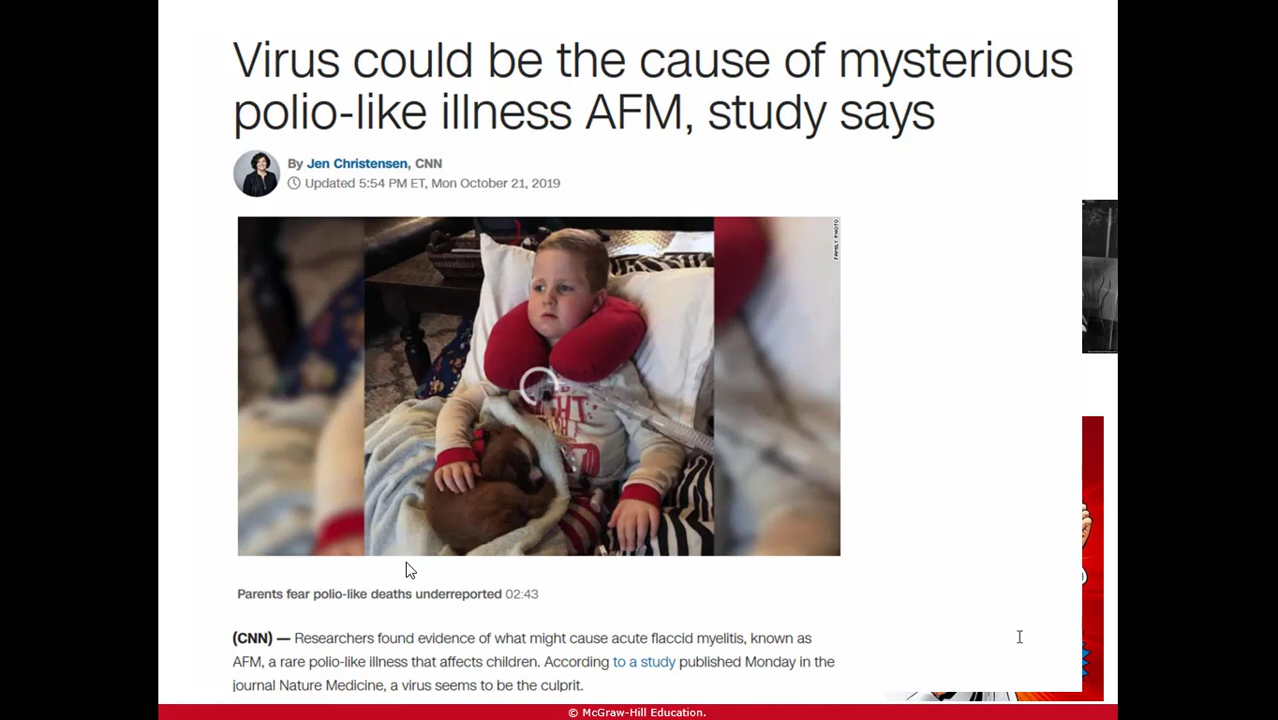 Virus could be the cause of mysterious
polio-like illness AFM, study says
By Jen Christensen, CNN
Updated 5:54 PM ET, Mon October 21, 2019
FAMILY PHOTO
Parents fear polio-like deaths underreported 02:43
(CNN) — Researchers found evidence of what might cause acute flaccid myelitis, known as
AFM, a rare polio-like illness that affects children. According to a study published Monday in the
journal Nature Medicine, a virus seems to be the culprit.
© McGraw-Hill Education.